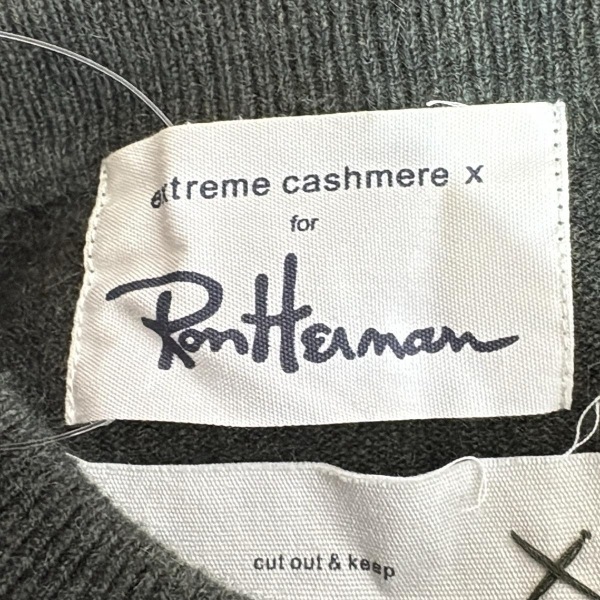 extreme cashmere x
for
Ron Herman
cut out & keep